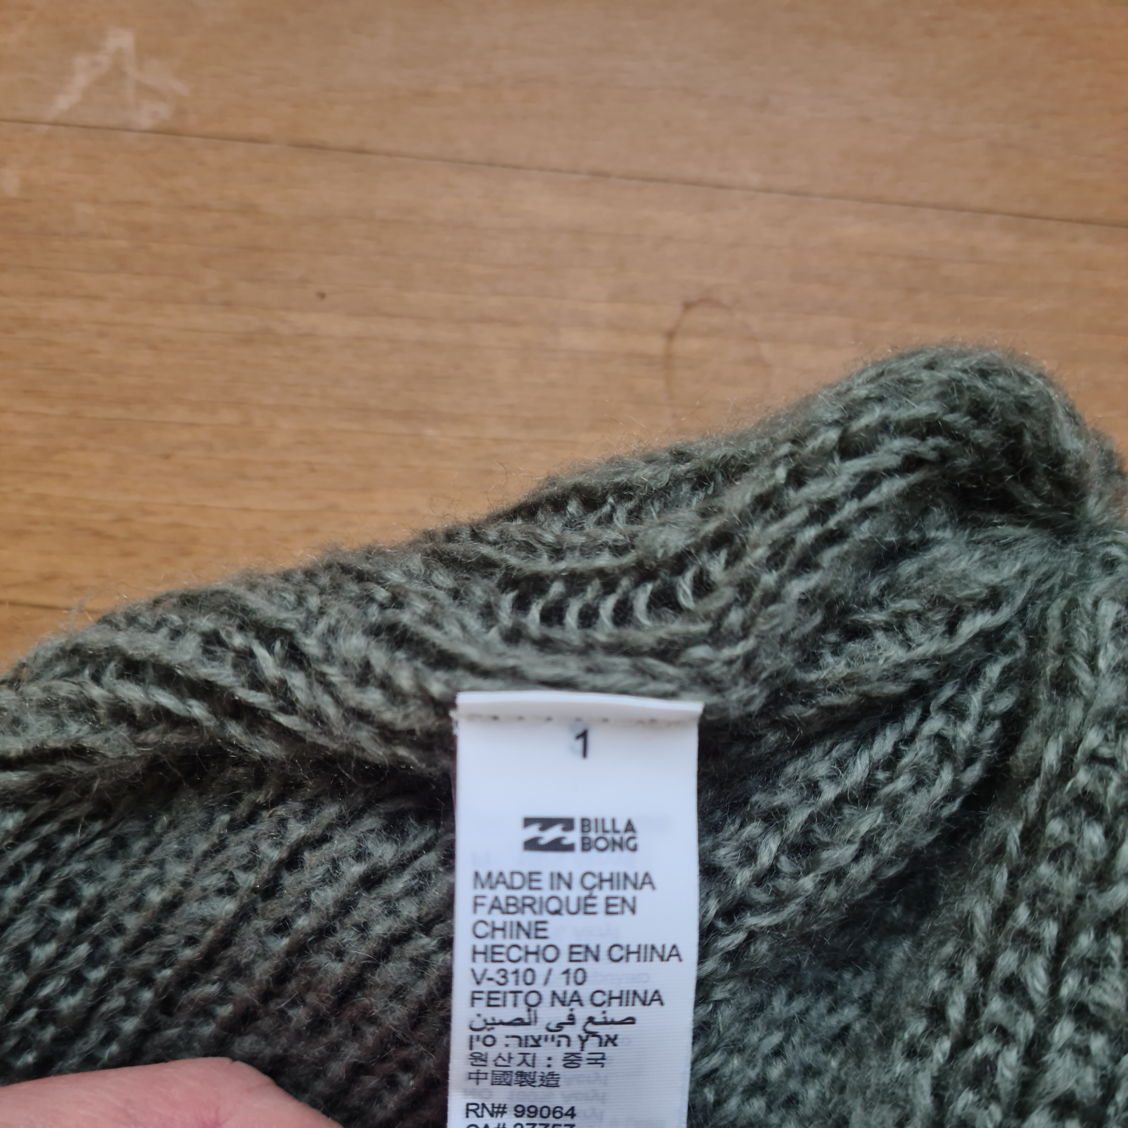 1
BILLA
BONG
MADE IN CHINA
FABRIQUÉ EN
CHINE
HECHO EN CHINA
V-310 / 10
FEITO NA CHINA
صنع في الصين
ארץ הייצור: סין
원산지 : 중국
中國製造
RN# 99064